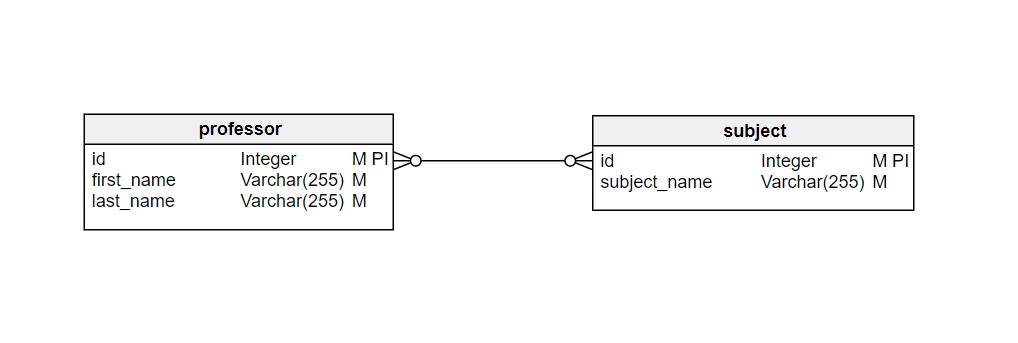 professor
id Integer M PI
first_name Varchar(255) M
last_name Varchar(255) M
subject
id Integer M PI
subject_name Varchar(255) M